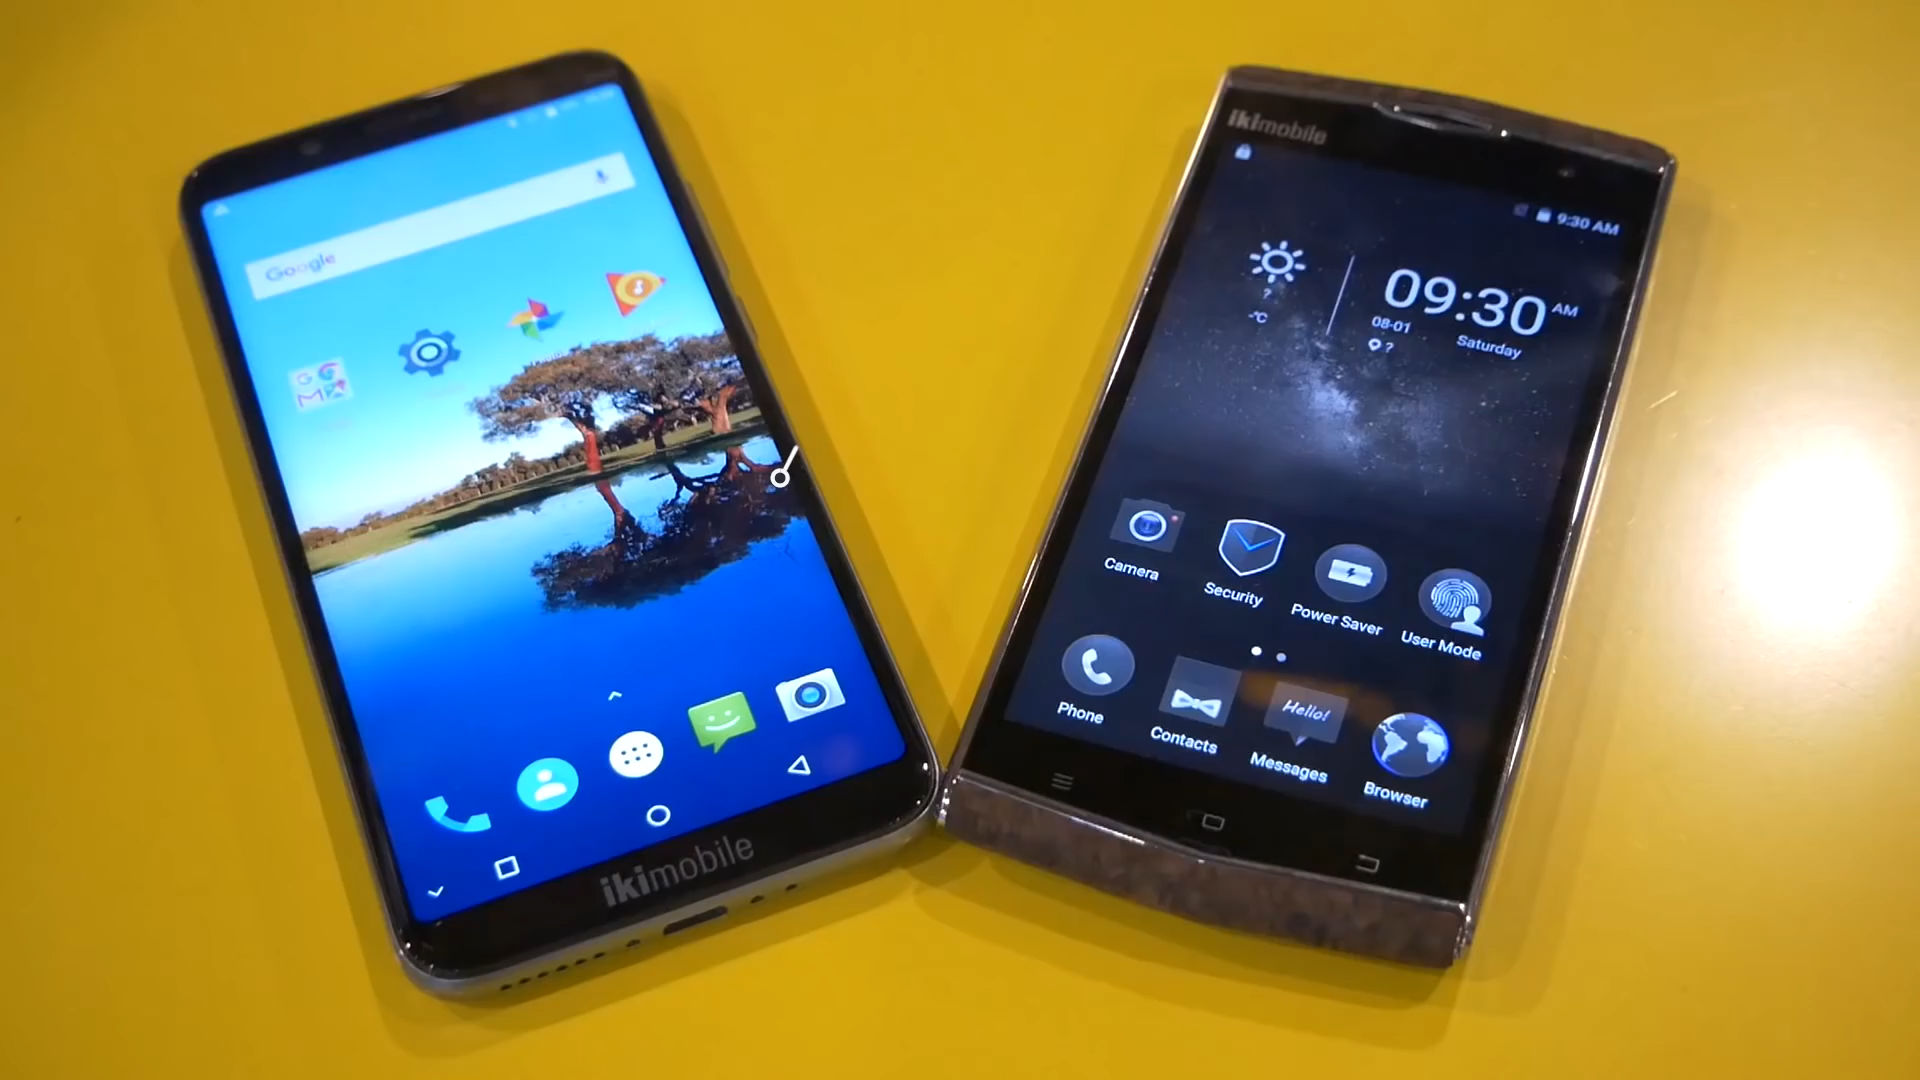 Google
G
M
ikimobile
ikimobile
9:30 AM
?
-°C
09:30 AM
08-01
Saturday
?
Camera
Security
Power Saver
User Mode
Phone
Contacts
Hello!
Messages
Browser